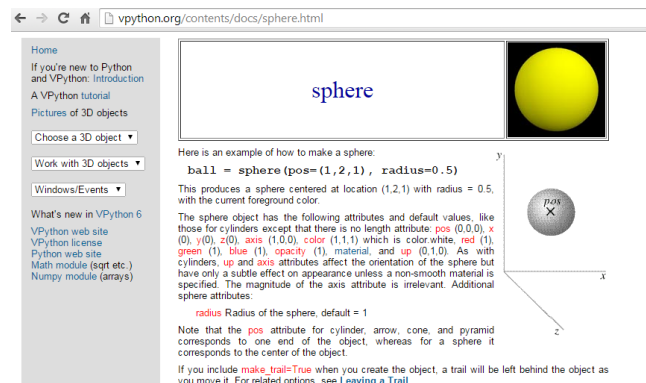 vpython.org/contents/docs/sphere.html
Home
If you're new to Python
and VPython: Introduction
A VPython tutorial
Pictures of 3D objects
Choose a 3D object ▼
Work with 3D objects ▼
Windows/Events ▼
What's new in VPython 6
VPython web site
VPython license
Python web site
Math module (sqrt etc.)
Numpy module (arrays)
sphere
Here is an example of how to make a sphere:
ball = sphere(pos=(1,2,1), radius=0.5)
This produces a sphere centered at location (1,2,1) with radius = 0.5,
with the current foreground color.
The sphere object has the following attributes and default values, like
those for cylinders except that there is no length attribute: pos (0,0,0), x
(0), y(0), z(0), axis (1,0,0), color (1,1,1) which is color.white, red (1),
green (1), blue (1), opacity (1), material, and up (0,1,0). As with
cylinders, up and axis attributes affect the orientation of the sphere but
have only a subtle effect on appearance unless a non-smooth material is
specified. The magnitude of the axis attribute is irrelevant. Additional
sphere attributes:
radius Radius of the sphere, default = 1
Note that the pos attribute for cylinder, arrow, cone, and pyramid
corresponds to one end of the object, whereas for a sphere it
corresponds to the center of the object.
y
pos
x
z
If you include make_trail=True when you create the object, a trail will be left behind the object as
you move it. For related options, see Leaving a Trail